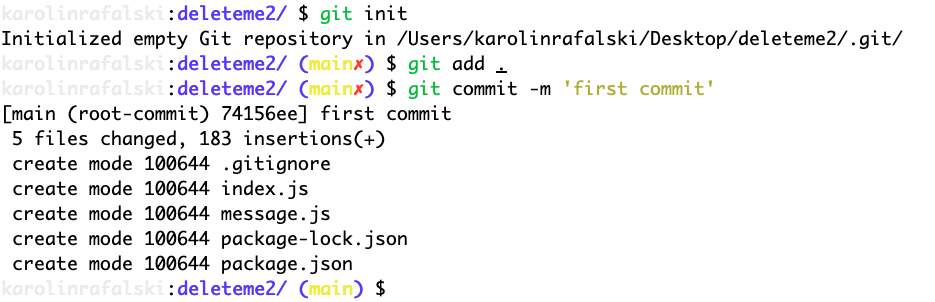 karolinrafalski:deleteme2/ $ git init
Initialized empty Git repository in /Users/karolinrafalski/Desktop/deleteme2/.git/
karolinrafalski:deleteme2/ (main✗) $ git add .
karolinrafalski:deleteme2/ (main✗) $ git commit -m 'first commit'
[main (root-commit) 74156ee] first commit
 5 files changed, 183 insertions(+)
 create mode 100644 .gitignore
 create mode 100644 index.js
 create mode 100644 message.js
 create mode 100644 package-lock.json
 create mode 100644 package.json
karolinrafalski:deleteme2/ (main) $